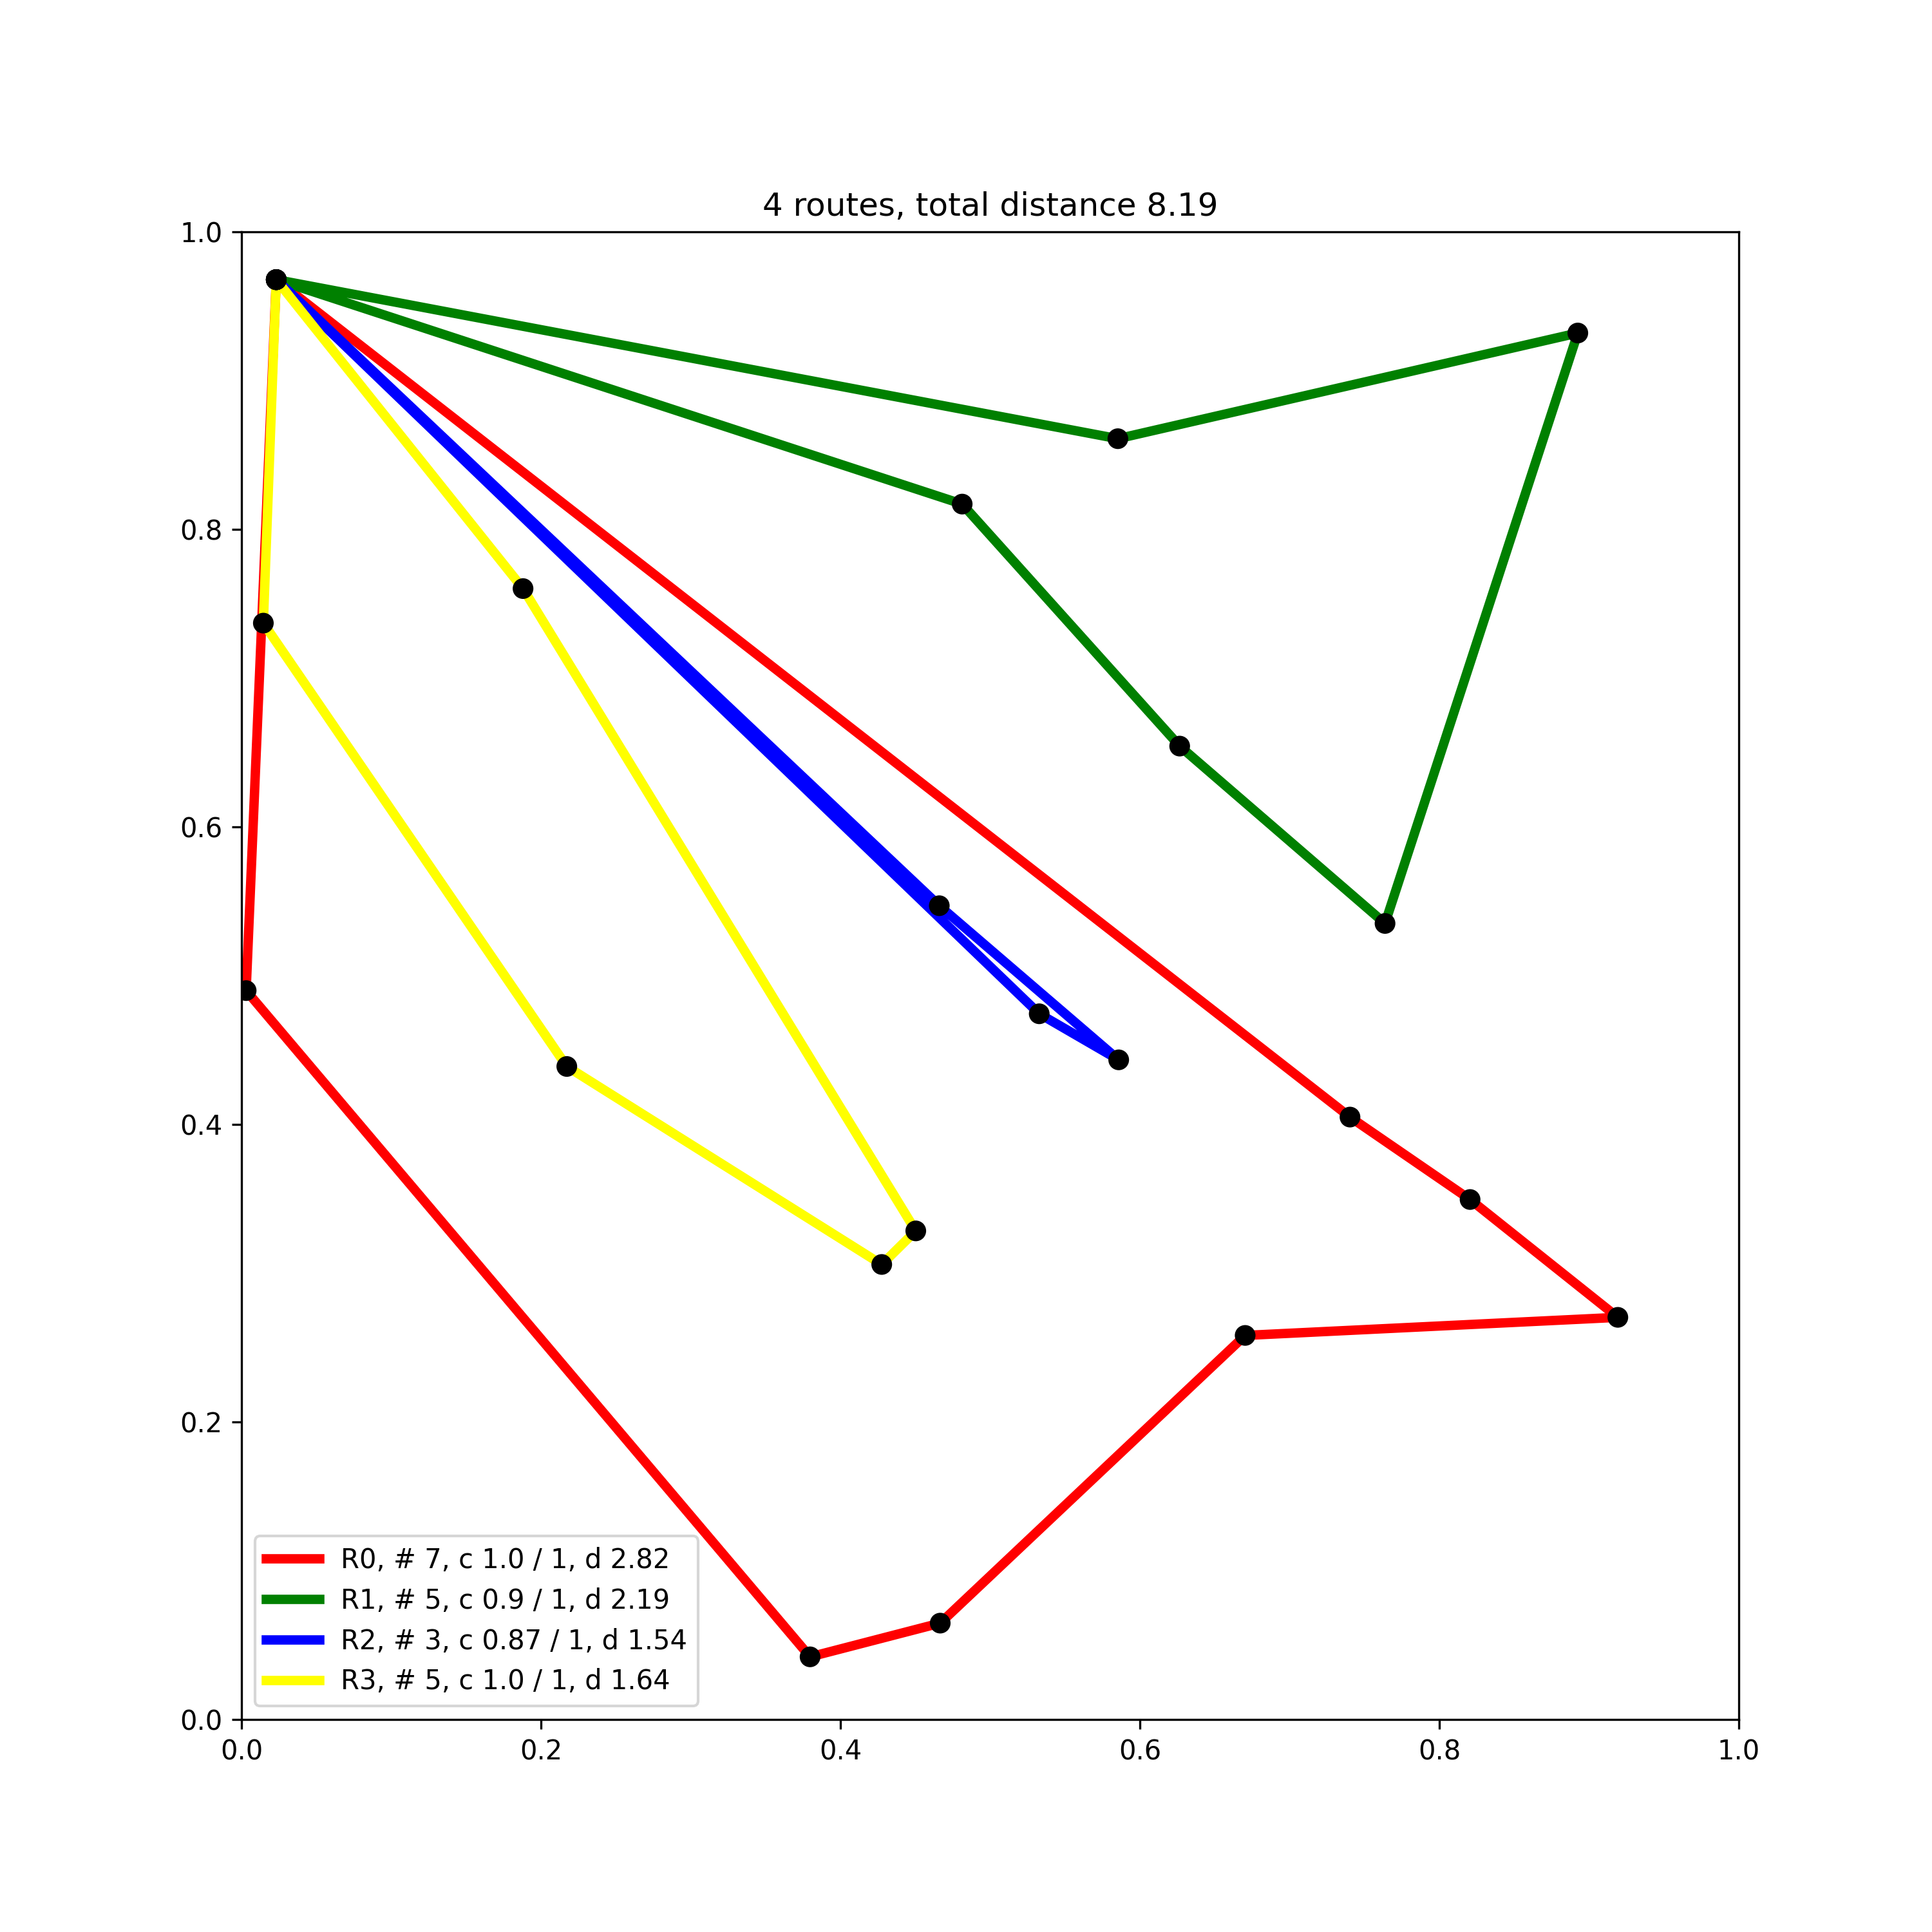 4 routes, total distance 8.19
1.0
0.8
0.6
0.4
0.2
0.0
R0, # 7, c 1.0 / 1, d 2.82
R1, # 5, c 0.9 / 1, d 2.19
R2, # 3, c 0.87 / 1, d 1.54
R3, # 5, c 1.0 / 1, d 1.64
0.0 0.2 0.4 0.6 0.8 1.0